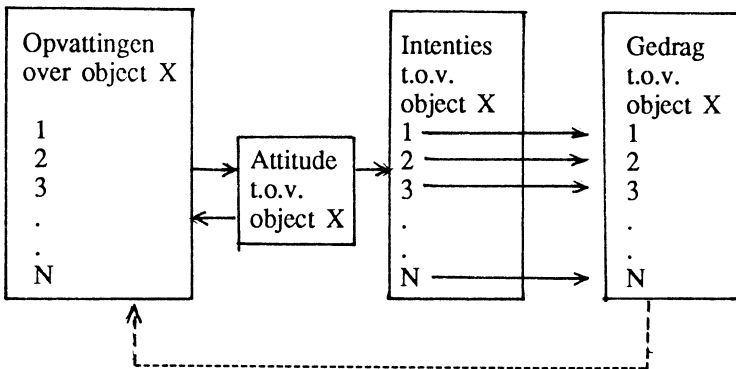 Opvattingen
over object X
1
2
3
.
.
N
Attitude
t.o.v.
object X
Intenties
t.o.v.
object X
1
2
3
.
.
N
Gedrag
t.o.v.
object X
1
2
3
.
.
N